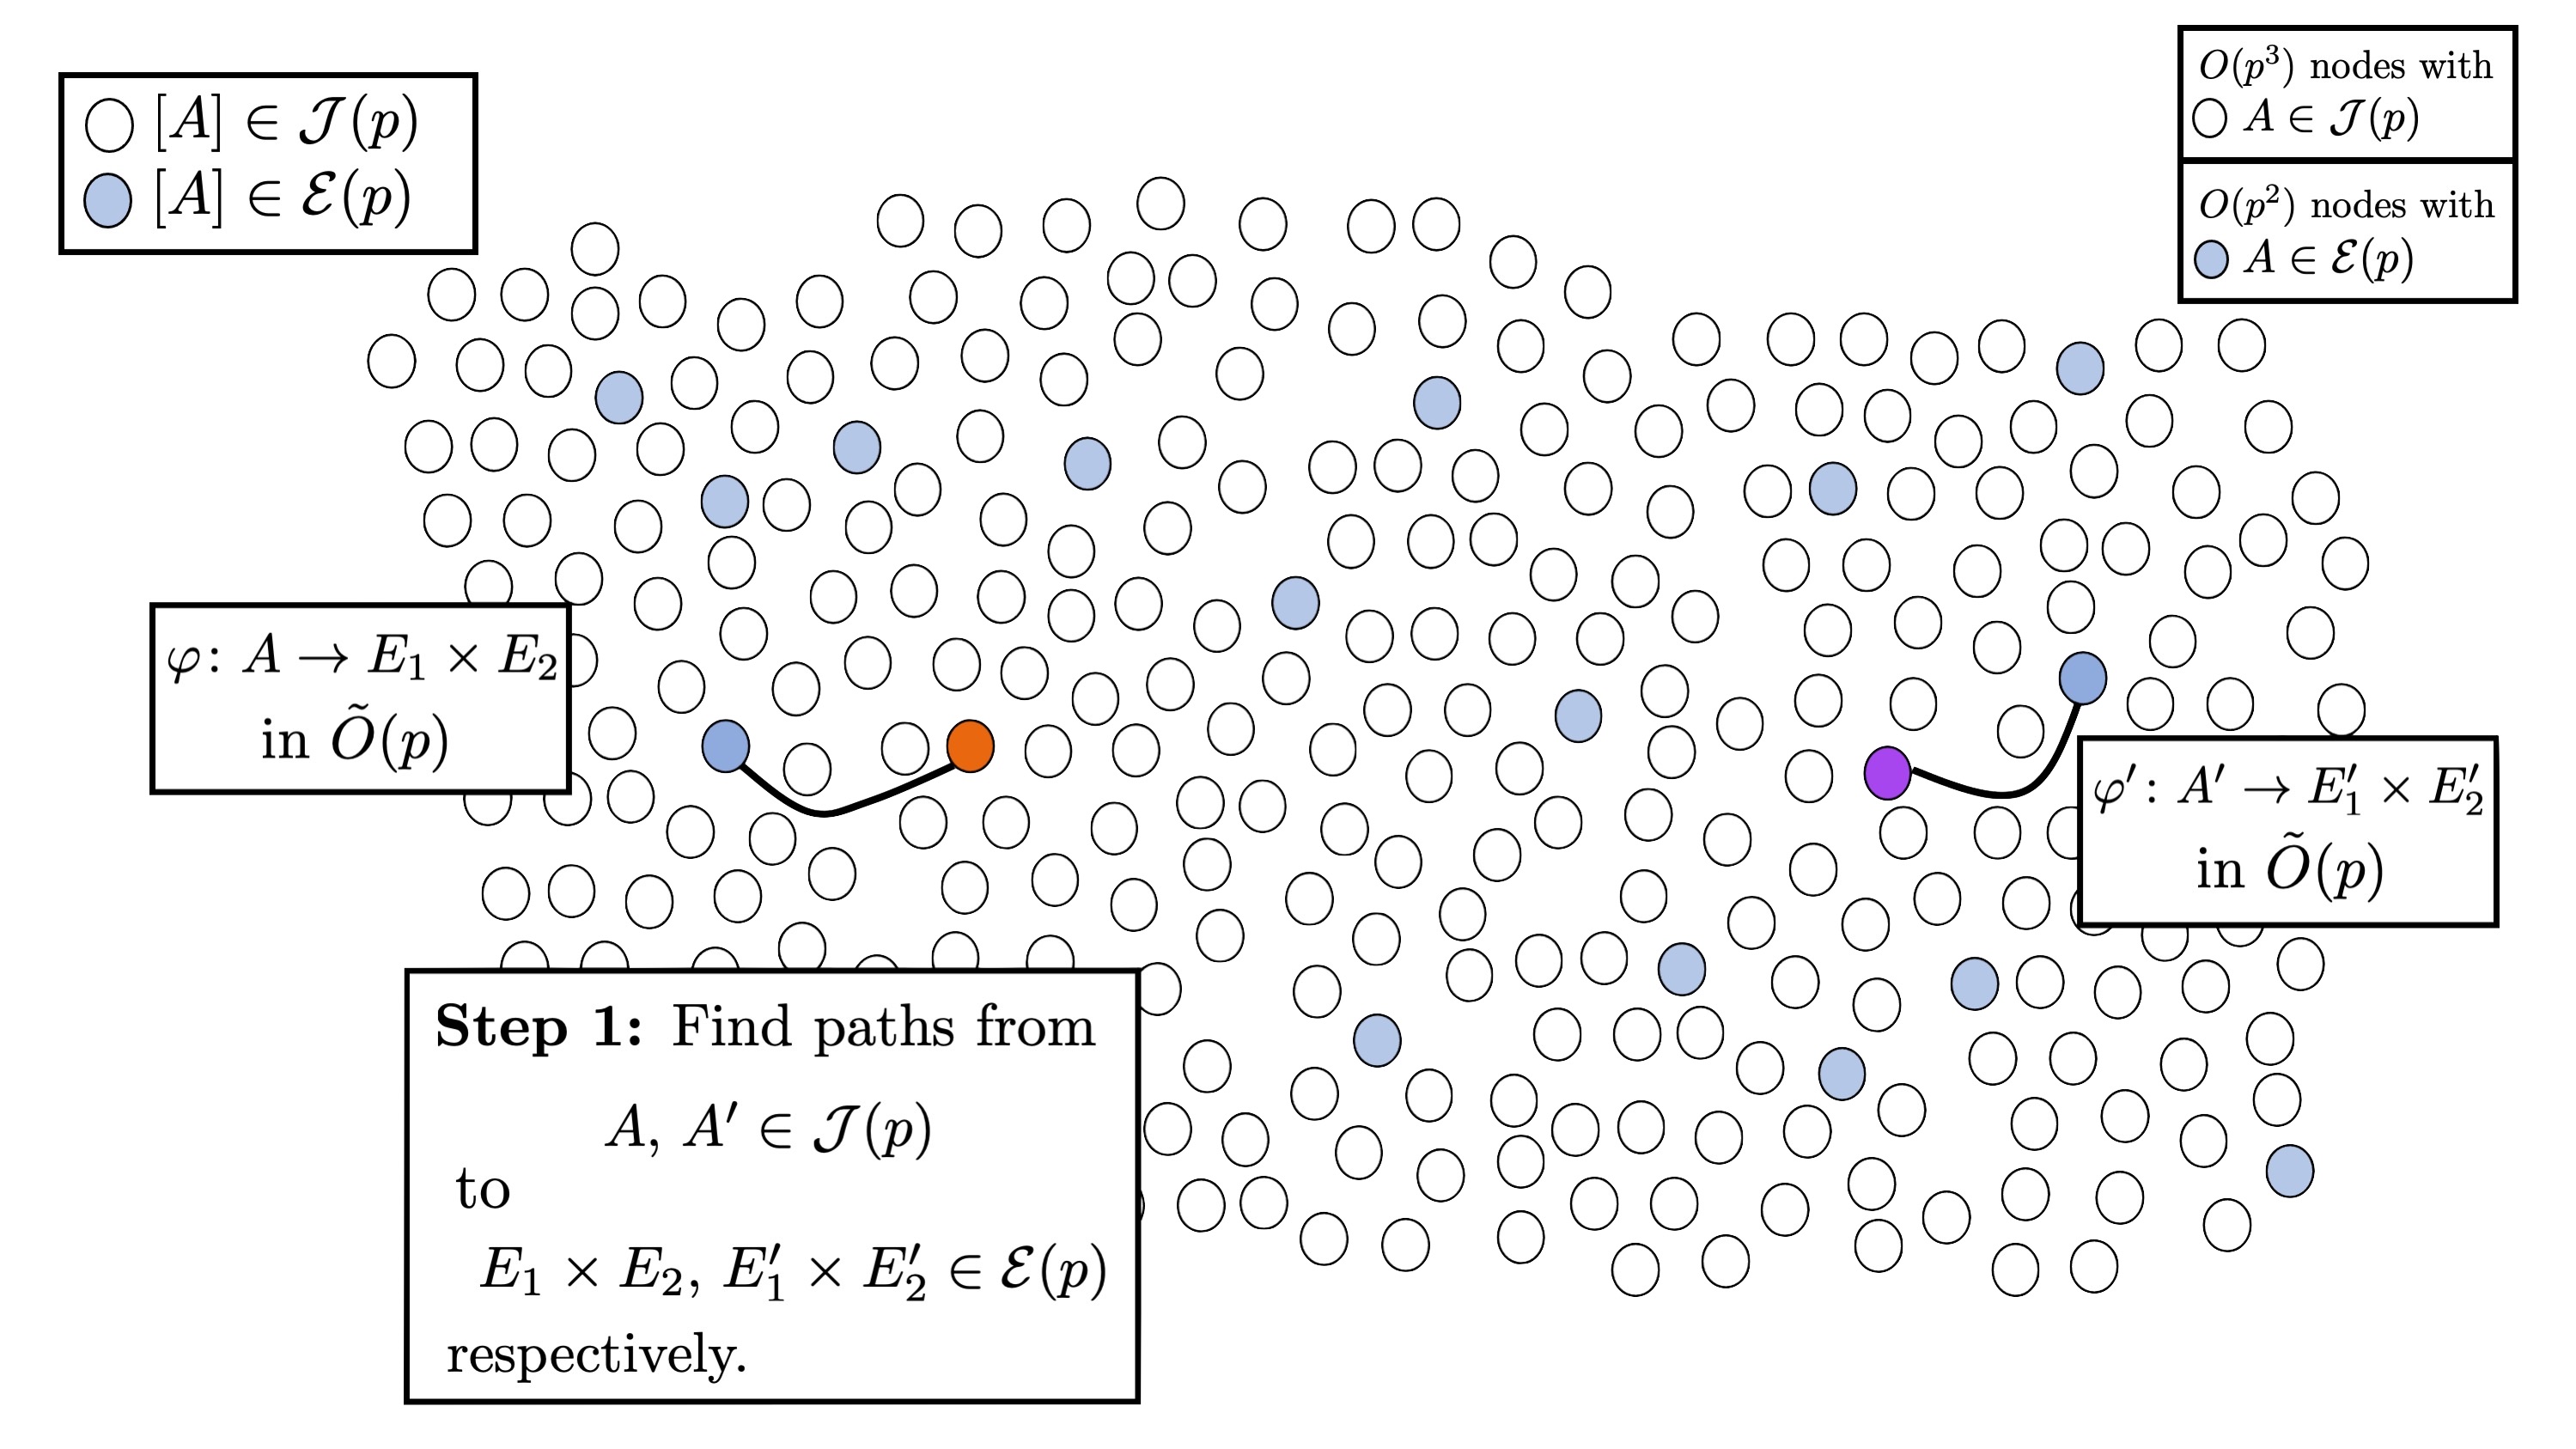 [A] ∈ 𝒥(p)
[A] ∈ ℰ(p)
O(p³) nodes with
A ∈ 𝒥(p)
O(p²) nodes with
A ∈ ℰ(p)
φ: A → E₁ × E₂
in Õ(p)
φ′: A′ → E′₁ × E′₂
in Õ(p)
Step 1: Find paths from
A, A′ ∈ 𝒥(p)
to
E₁ × E₂, E′₁ × E′₂ ∈ ℰ(p)
respectively.